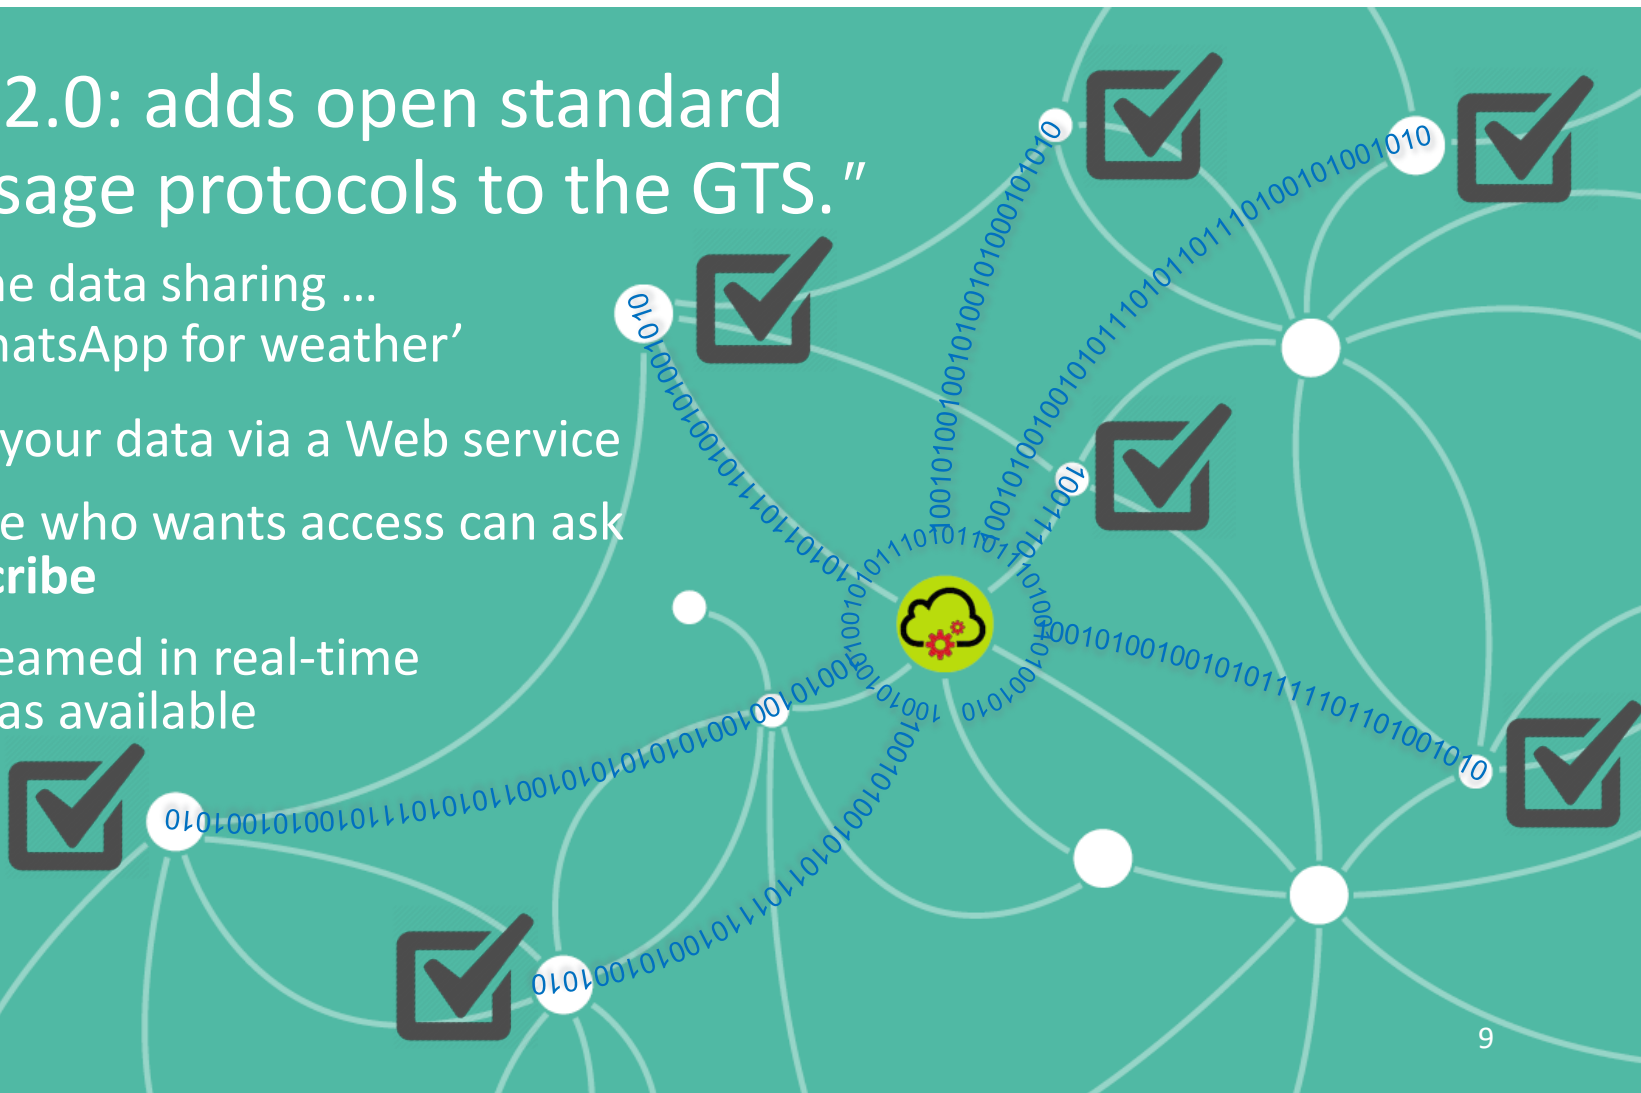 2.0: adds open standard
sage protocols to the GTS.”
ne data sharing ...
hatsApp for weather’
your data via a Web service
e who wants access can ask
cribe
eamed in real-time
as available
9